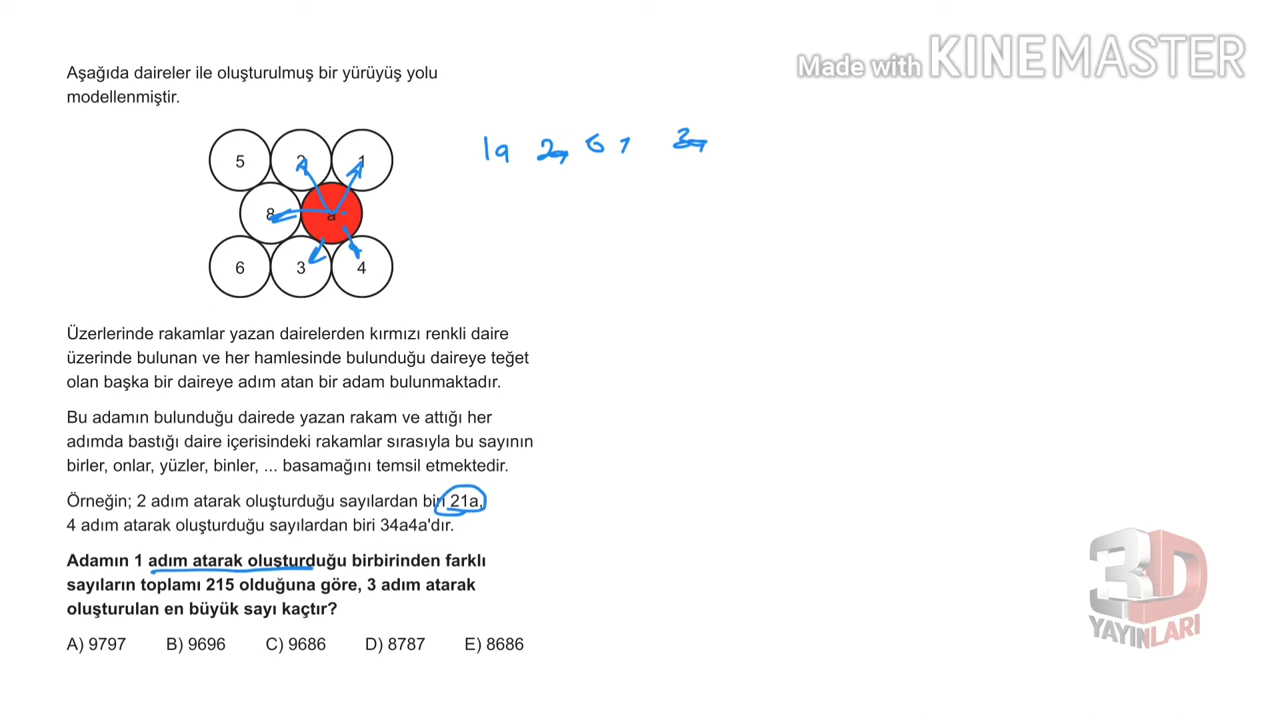 Aşağıda daireler ile oluşturulmuş bir yürüyüş yolu
modellenmiştir.
Made with KINEMASTER
5 2 1
8 a
6 3 4
1a 2a 3a
Üzerlerinde rakamlar yazan dairelerden kırmızı renkli daire
üzerinde bulunan ve her hamlesinde bulunduğu daireye teğet
olan başka bir daireye adım atan bir adam bulunmaktadır.
Bu adamın bulunduğu dairede yazan rakam ve attığı her
adımda bastığı daire içerisindeki rakamlar sırasıyla bu sayının
birler, onlar, yüzler, binler, ... basamağını temsil etmektedir.
Örneğin; 2 adım atarak oluşturduğu sayılardan biri 21a,
4 adım atarak oluşturduğu sayılardan biri 34a4a'dır.
Adamın 1 adım atarak oluşturduğu birbirinden farklı
sayıların toplamı 215 olduğuna göre, 3 adım atarak
oluşturulan en büyük sayı kaçtır?
A) 9797 B) 9696 C) 9686 D) 8787 E) 8686
3D
YAYINLARI